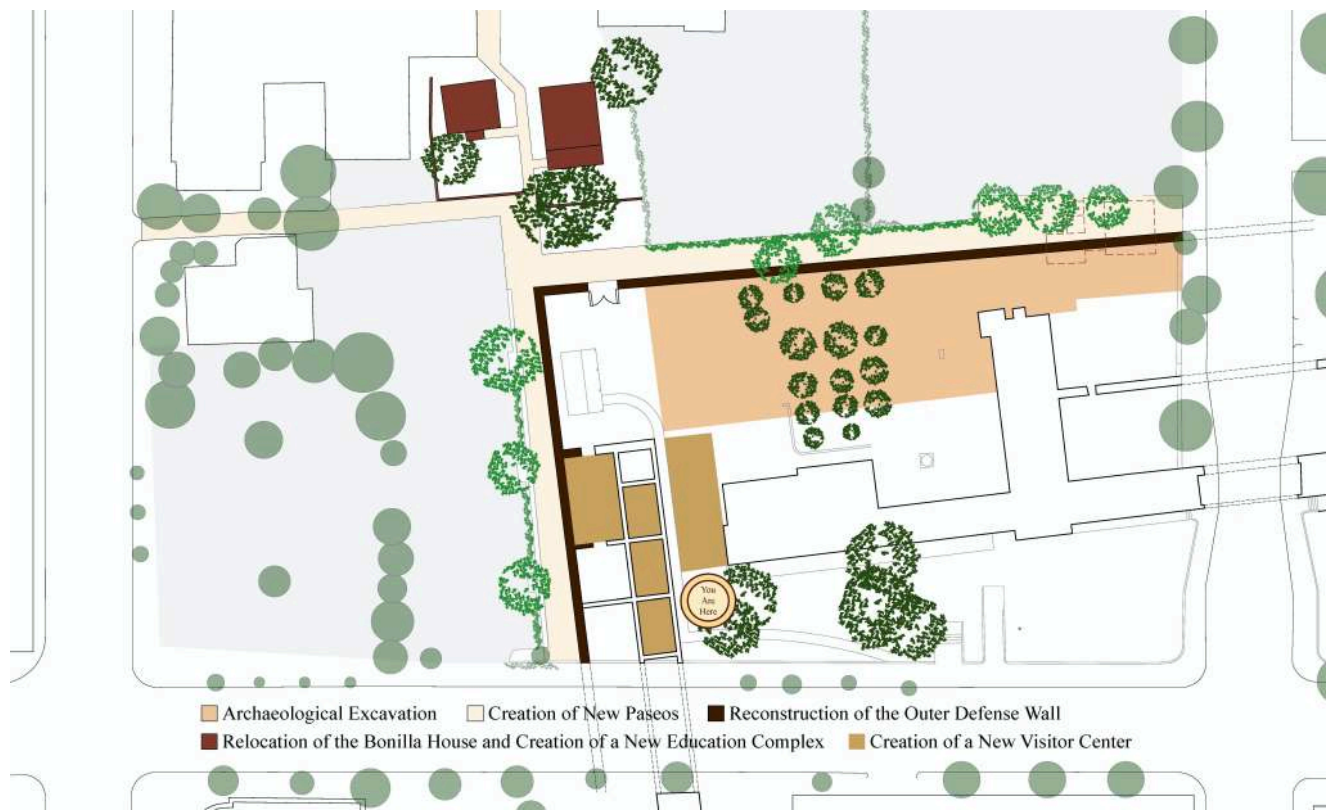 You
Are
Here
Archaeological Excavation
Creation of New Paseos
Reconstruction of the Outer Defense Wall
Relocation of the Bonilla House and Creation of a New Education Complex
Creation of a New Visitor Center